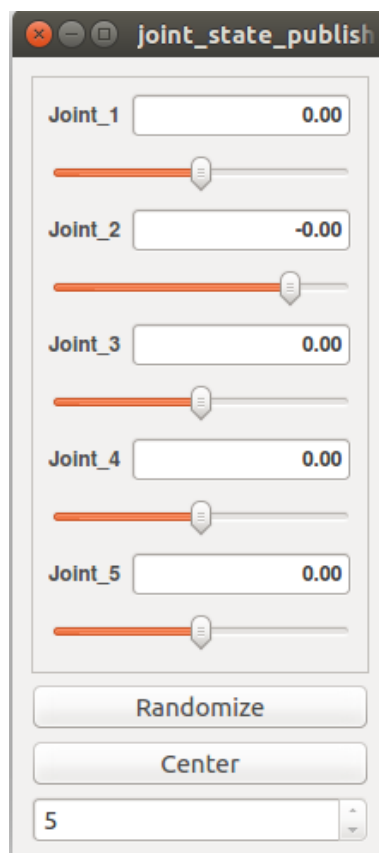 joint_state_publish
Joint_1 0.00
Joint_2 -0.00
Joint_3 0.00
Joint_4 0.00
Joint_5 0.00
Randomize
Center
5